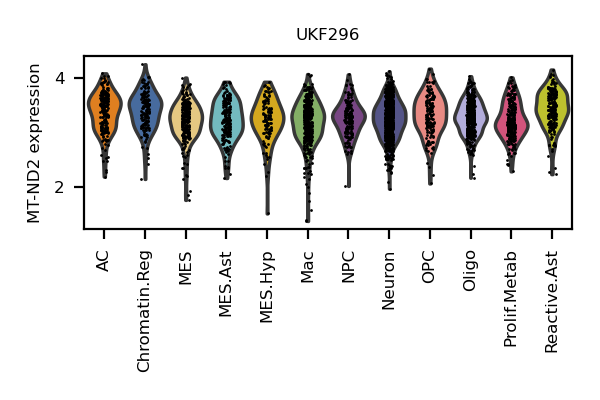 UKF296
MT-ND2 expression
4
2
AC
Chromatin.Reg
MES
MES.Ast
MES.Hyp
Mac
NPC
Neuron
OPC
Oligo
Prolif.Metab
Reactive.Ast